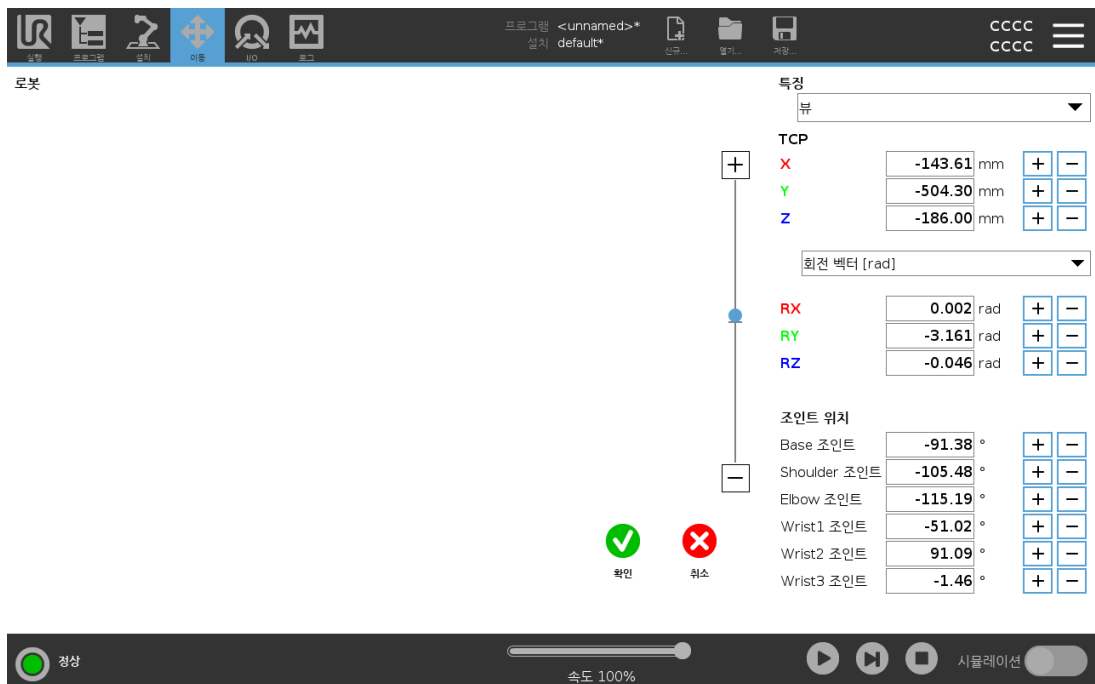 UR
실행 프로그램 설치 이동 I/O 로그
프로그램 <unnamed>*
설치 default*
신규... 열기... 저장...
CCCC
CCCC
로봇
특징
뷰
TCP
X -143.61 mm + −
Y -504.30 mm + −
Z -186.00 mm + −
회전 벡터 [rad]
RX 0.002 rad + −
RY -3.161 rad + −
RZ -0.046 rad + −
조인트 위치
Base 조인트 -91.38 ° + −
Shoulder 조인트 -105.48 ° + −
Elbow 조인트 -115.19 ° + −
Wrist1 조인트 -51.02 ° + −
Wrist2 조인트 91.09 ° + −
Wrist3 조인트 -1.46 ° + −
+
−
확인 취소
정상
속도 100%
시뮬레이션